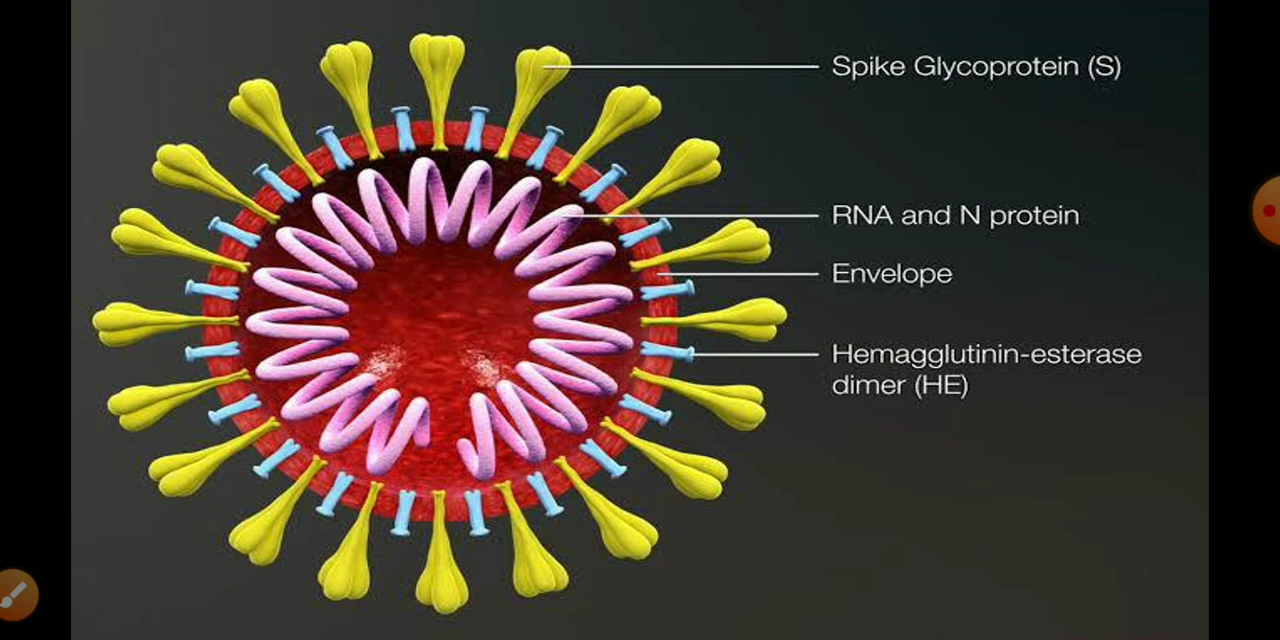 Spike Glycoprotein (S)
RNA and N protein
Envelope
Hemagglutinin-esterase
dimer (HE)